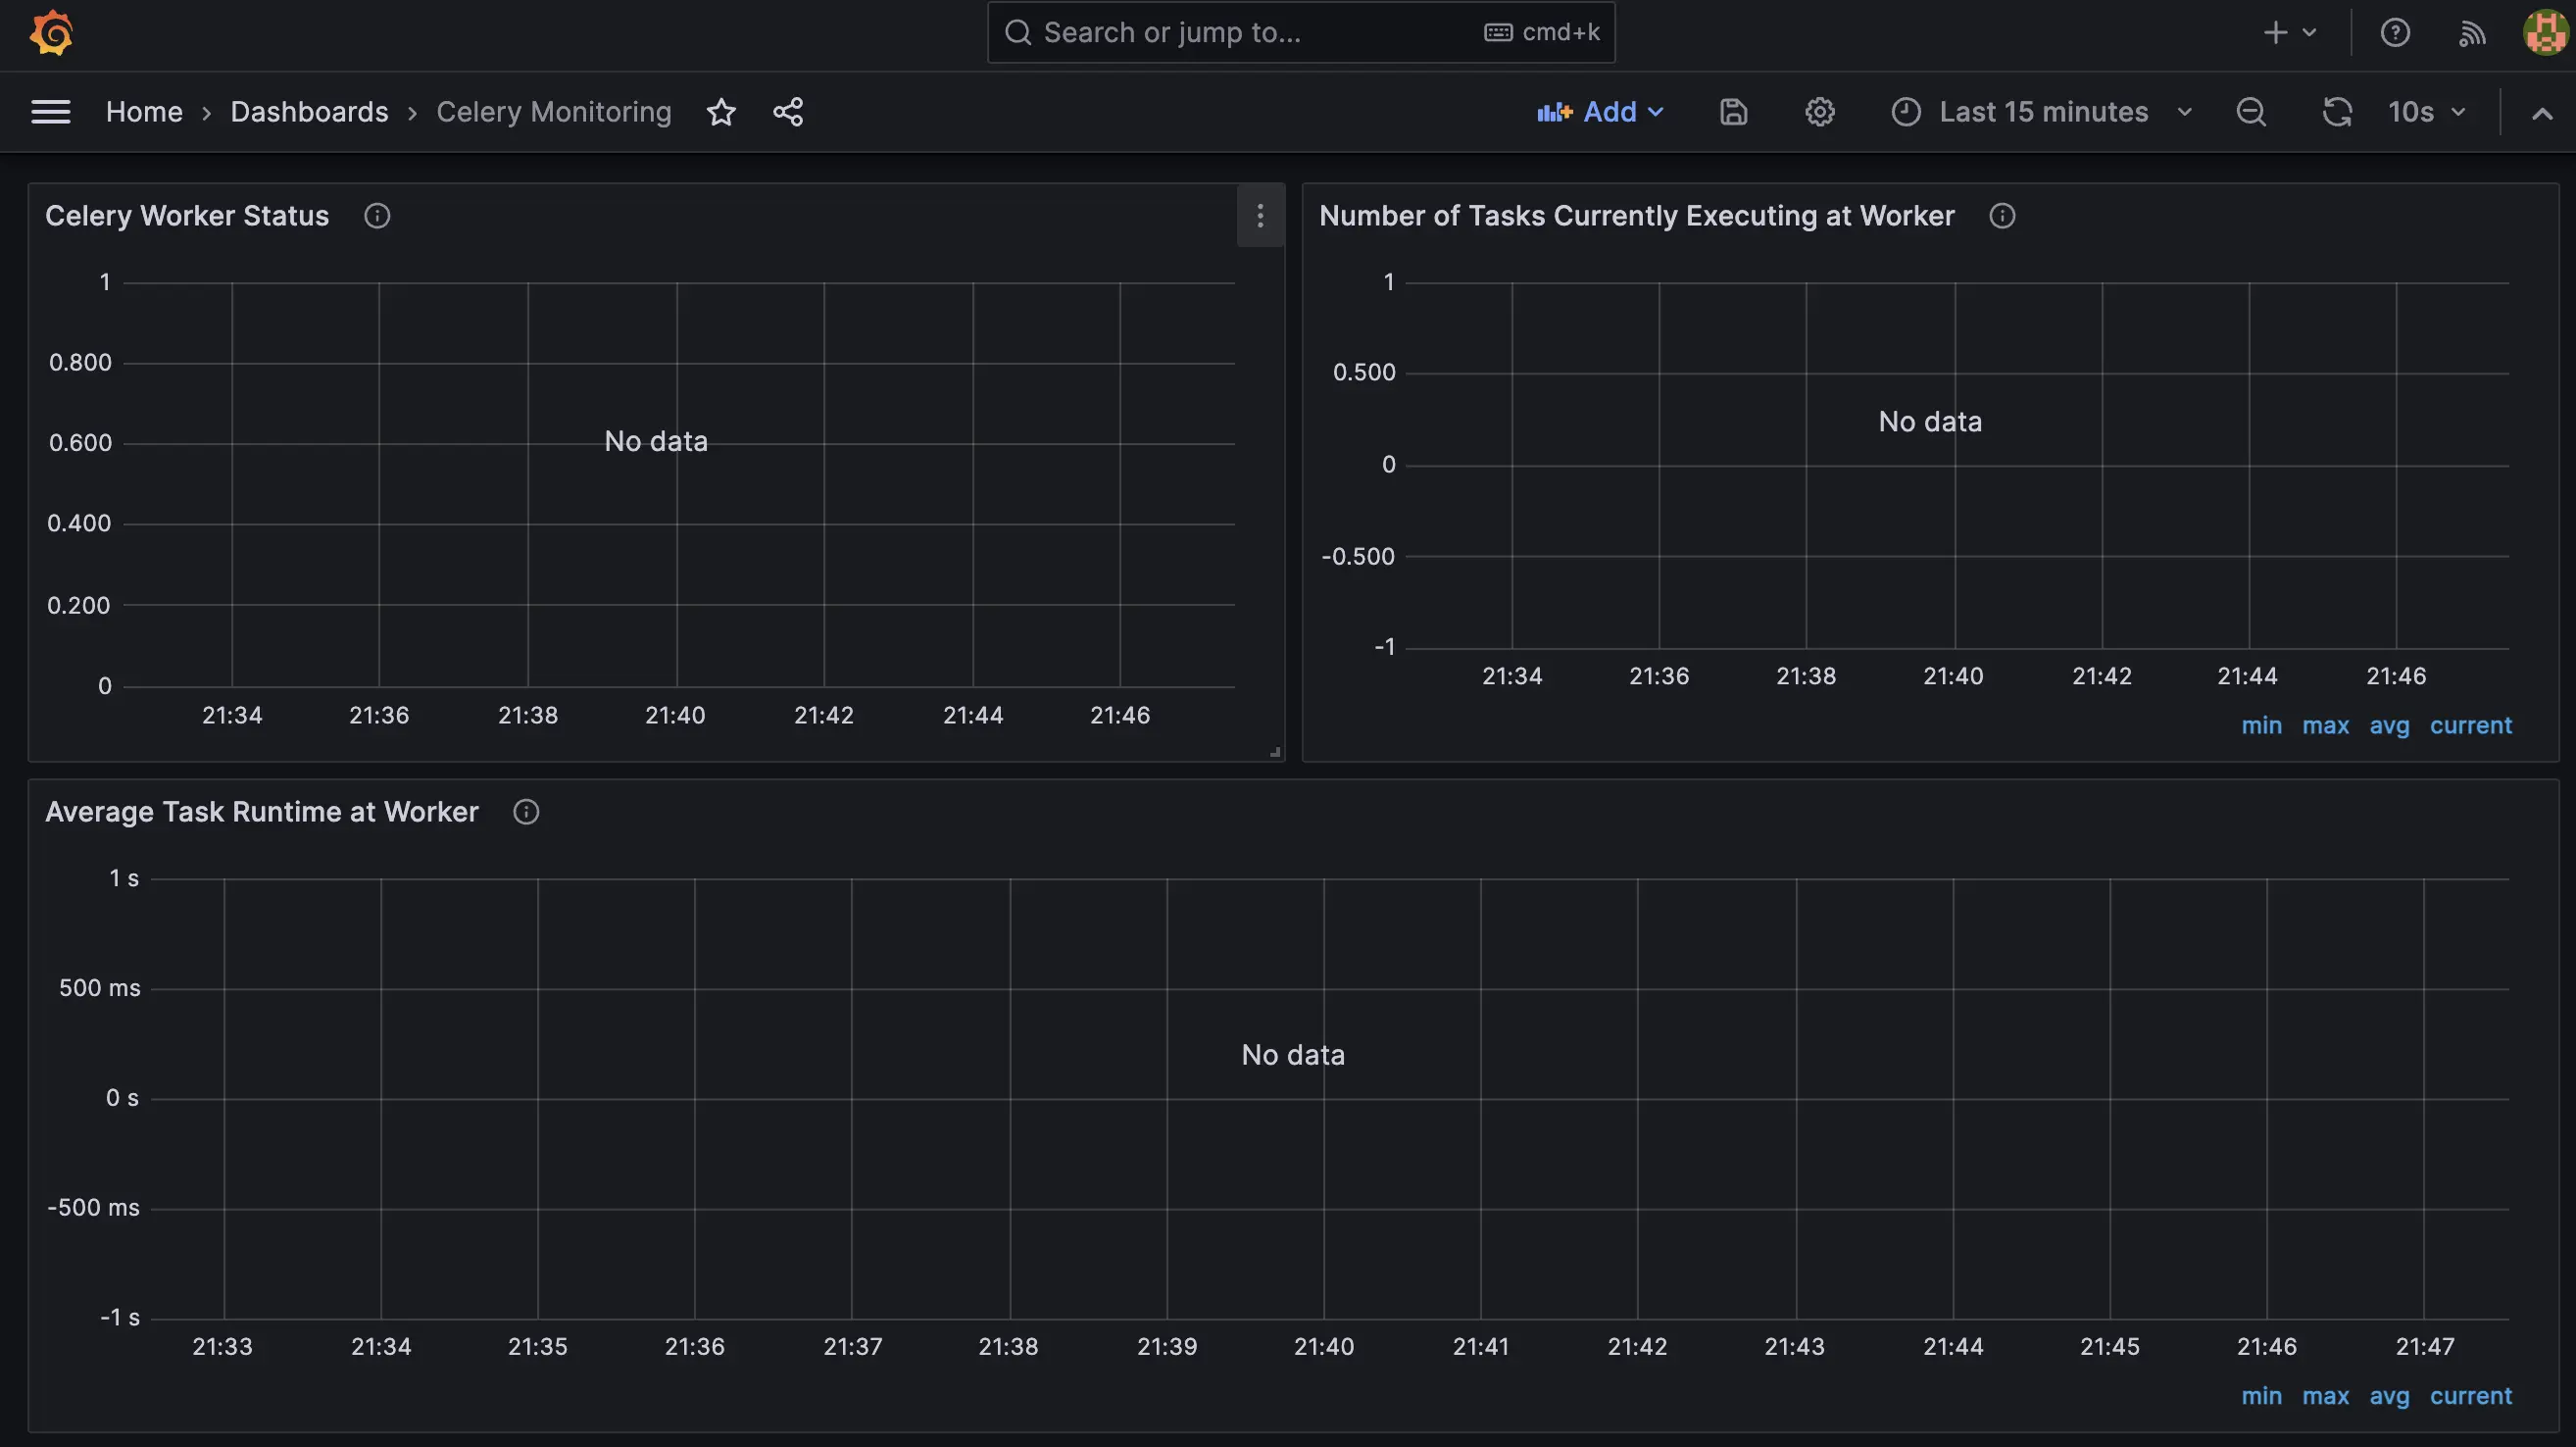 Search or jump to... cmd+k
Home › Dashboards › Celery Monitoring Add Last 15 minutes 10s
Celery Worker Status
1
0.800
0.600
0.400
0.200
0
No data
21:34 21:36 21:38 21:40 21:42 21:44 21:46
Number of Tasks Currently Executing at Worker
1
0.500
0
-0.500
-1
No data
21:34 21:36 21:38 21:40 21:42 21:44 21:46
min max avg current
Average Task Runtime at Worker
1 s
500 ms
0 s
-500 ms
-1 s
No data
21:33 21:34 21:35 21:36 21:37 21:38 21:39 21:40 21:41 21:42 21:43 21:44 21:45 21:46 21:47
min max avg current